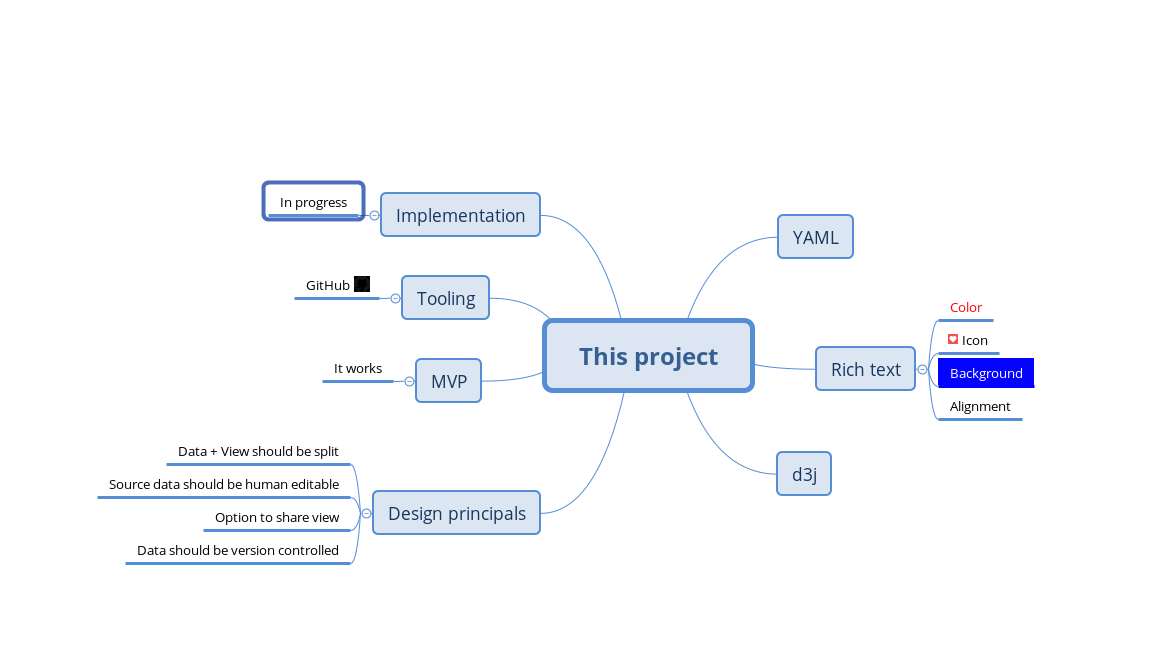 This project
Implementation
In progress
Tooling
GitHub
MVP
It works
Design principals
Data + View should be split
Source data should be human editable
Option to share view
Data should be version controlled
YAML
Rich text
Color
Icon
Background
Alignment
d3j